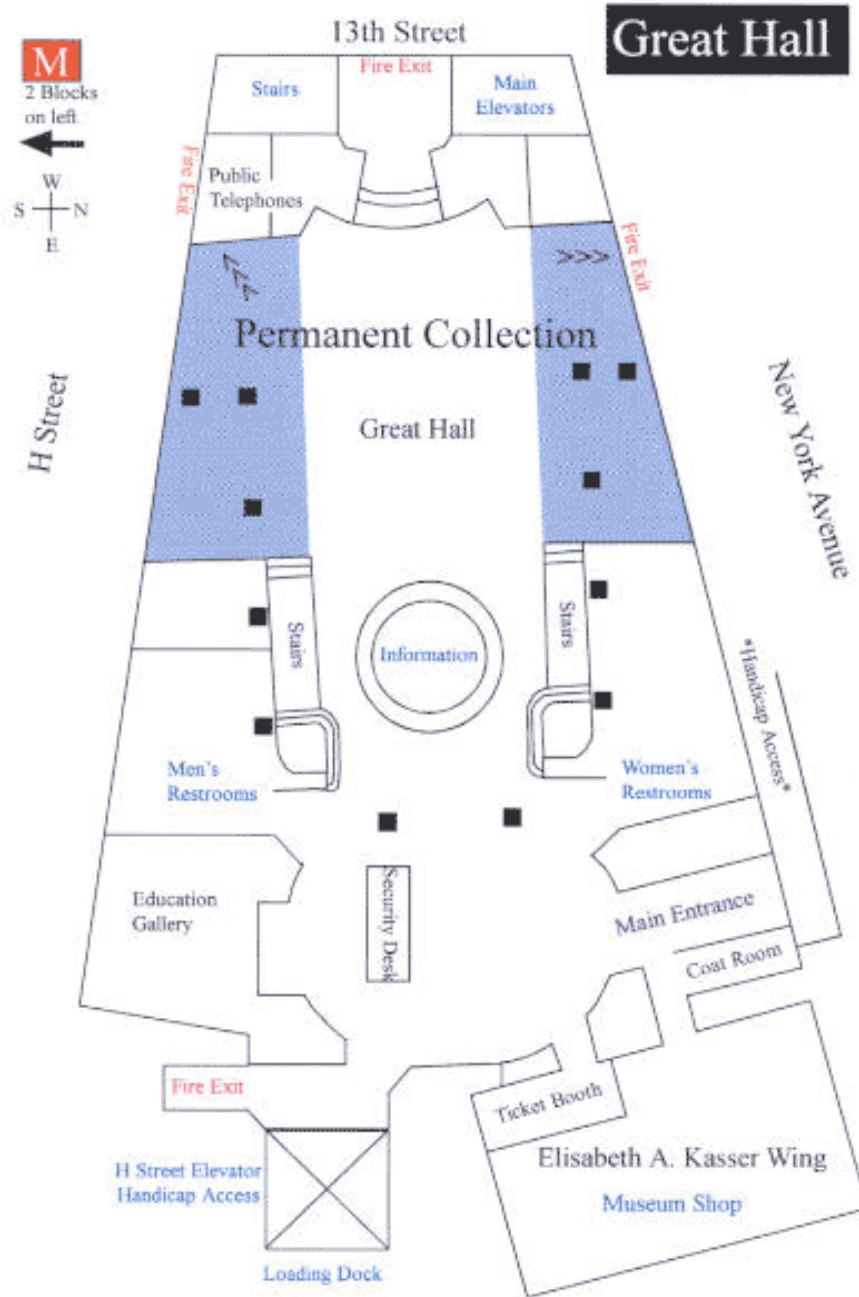 13th Street
Great Hall
M
2 Blocks
on left
Fire Exit
Stairs
Main
Elevators
W
S N
E
Fire Exit
Public
Telephones
Fire Exit
Permanent Collection
Great Hall
H Street
New York Avenue
Stairs
Information
Stairs
*Handicap Access*
Men's
Restrooms
Women's
Restrooms
Education
Gallery
Security Desk
Main Entrance
Coat Room
Fire Exit
Ticket Booth
H Street Elevator
Handicap Access
Elisabeth A. Kasser Wing
Museum Shop
Loading Dock